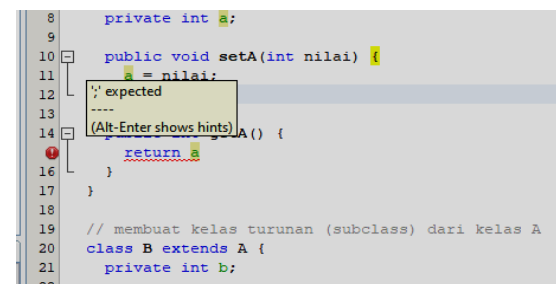 8 private int a;
9
10 public void setA(int nilai) {
11 a = nilai;
12
';' expected
----
(Alt-Enter shows hints)
13
14 A() {
return a
16 }
17 }
18
19 // membuat kelas turunan (subclass) dari kelas A
20 class B extends A {
21 private int b;